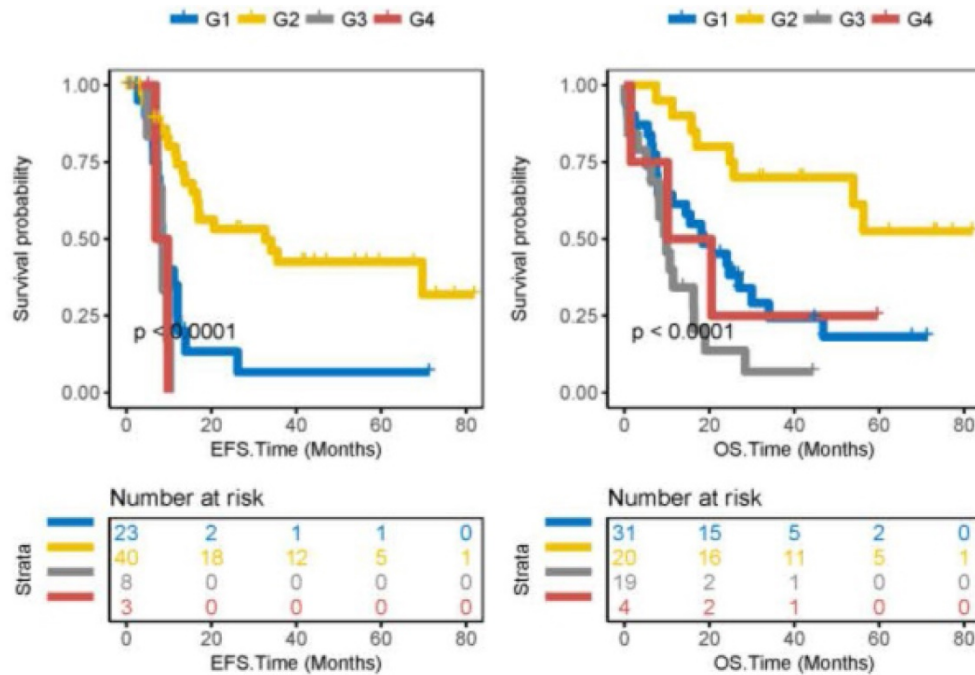 G1 G2 G3 G4
Survival probability
1.00
0.75
0.50
0.25
0.00
p < 0.0001
0 20 40 60 80
EFS.Time (Months)
Number at risk
Strata
23 2 1 1 0
40 18 12 5 1
8 0 0 0 0
3 0 0 0 0
0 20 40 60 80
EFS.Time (Months)
G1 G2 G3 G4
Survival probability
1.00
0.75
0.50
0.25
0.00
p < 0.0001
0 20 40 60 80
OS.Time (Months)
Number at risk
Strata
31 15 5 2 0
20 16 11 5 1
19 2 1 0 0
4 2 1 0 0
0 20 40 60 80
OS.Time (Months)